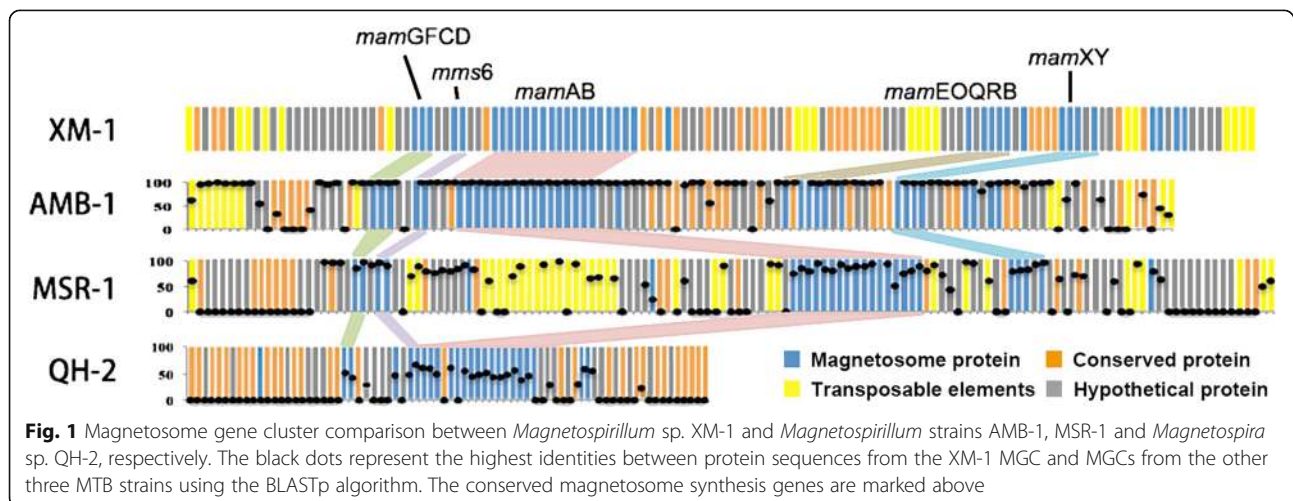 mamGFCD
mms6
mamAB
mamEOQRB
mamXY
XM-1
100
50
0
AMB-1
100
50
0
MSR-1
100
50
0
QH-2
Magnetosome protein
Conserved protein
Transposable elements
Hypothetical protein
Fig. 1 Magnetosome gene cluster comparison between Magnetospirillum sp. XM-1 and Magnetospirillum strains AMB-1, MSR-1 and Magnetospira
sp. QH-2, respectively. The black dots represent the highest identities between protein sequences from the XM-1 MGC and MGCs from the other
three MTB strains using the BLASTp algorithm. The conserved magnetosome synthesis genes are marked above